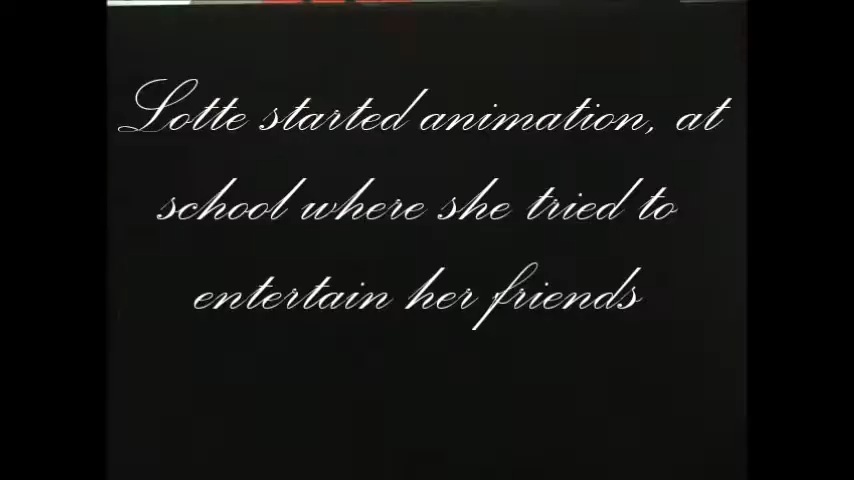 Lotte started animation, at
school where she tried to
entertain her friends